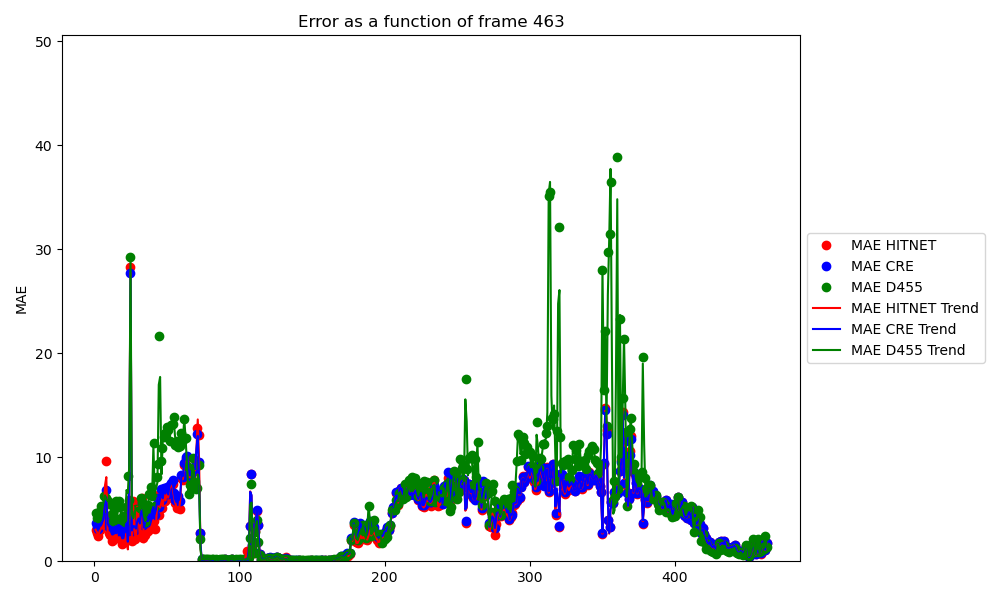 Error as a function of frame 463
50
40
30
20
10
0
MAE
0 100 200 300 400
MAE HITNET
MAE CRE
MAE D455
MAE HITNET Trend
MAE CRE Trend
MAE D455 Trend